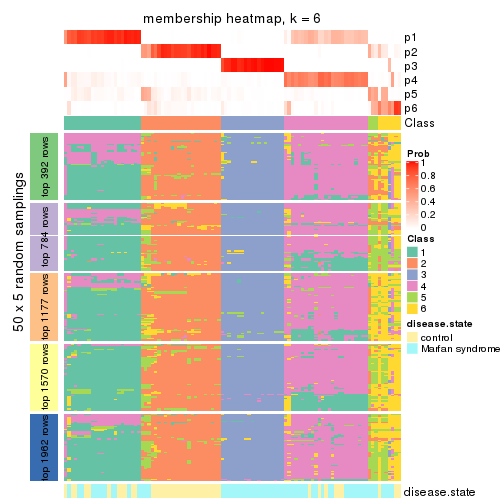 membership heatmap, k = 6
p1
p2
p3
p4
p5
p6
Class
50 x 5 random samplings
top 392 rows
top 784 rows
top 1177 rows
top 1570 rows
top 1962 rows
Prob
1
0.8
0.6
0.4
0.2
0
Class
1
2
3
4
5
6
disease.state
control
Marfan syndrome
disease.state